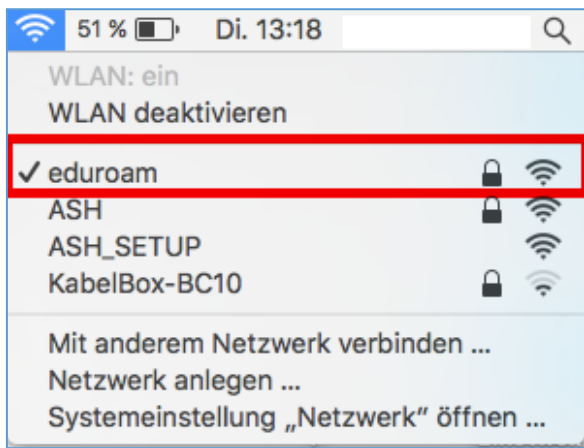 51 % Di. 13:18
WLAN: ein
WLAN deaktivieren
✓ eduroam
ASH
ASH_SETUP
KabelBox-BC10
Mit anderem Netzwerk verbinden ...
Netzwerk anlegen ...
Systemeinstellung „Netzwerk“ öffnen ...